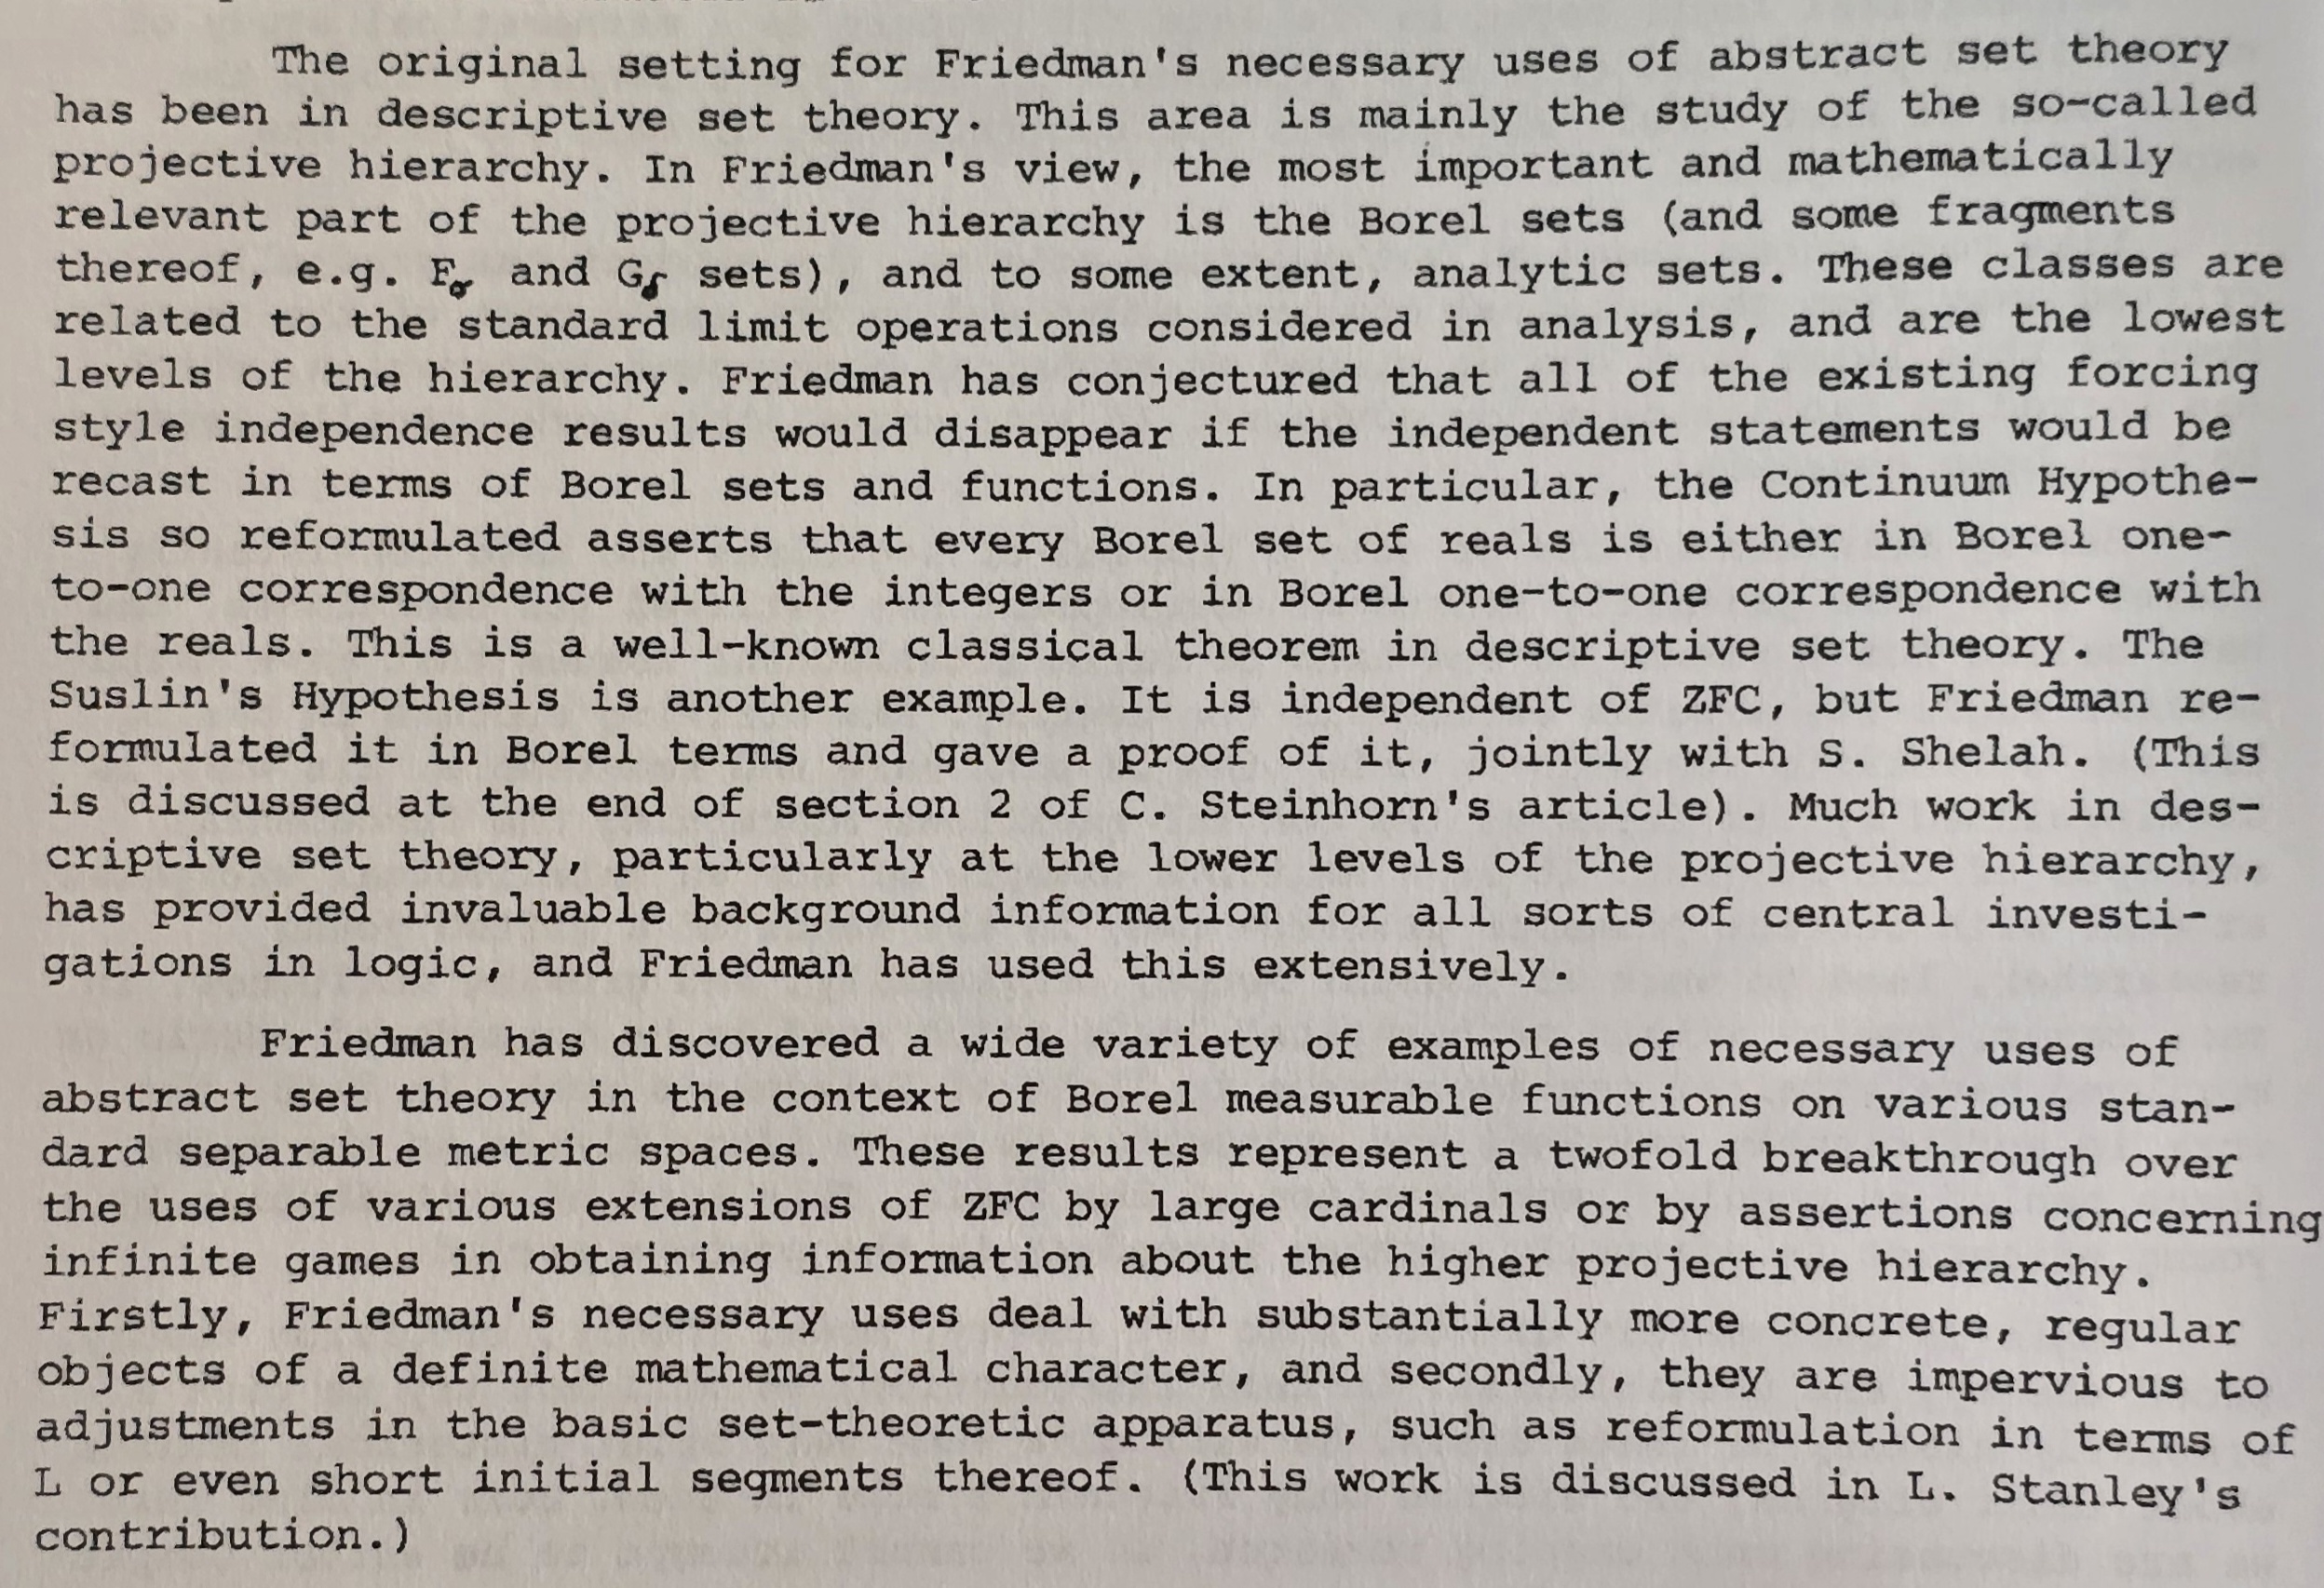 The original setting for Friedman's necessary uses of abstract set theory
has been in descriptive set theory. This area is mainly the study of the so-called
projective hierarchy. In Friedman's view, the most important and mathematically
relevant part of the projective hierarchy is the Borel sets (and some fragments
thereof, e.g. Fσ and Gδ sets), and to some extent, analytic sets. These classes are
related to the standard limit operations considered in analysis, and are the lowest
levels of the hierarchy. Friedman has conjectured that all of the existing forcing
style independence results would disappear if the independent statements would be
recast in terms of Borel sets and functions. In particular, the Continuum Hypothe-
sis so reformulated asserts that every Borel set of reals is either in Borel one-
to-one correspondence with the integers or in Borel one-to-one correspondence with
the reals. This is a well-known classical theorem in descriptive set theory. The
Suslin's Hypothesis is another example. It is independent of ZFC, but Friedman re-
formulated it in Borel terms and gave a proof of it, jointly with S. Shelah. (This
is discussed at the end of section 2 of C. Steinhorn's article). Much work in des-
criptive set theory, particularly at the lower levels of the projective hierarchy,
has provided invaluable background information for all sorts of central investi-
gations in logic, and Friedman has used this extensively.
Friedman has discovered a wide variety of examples of necessary uses of
abstract set theory in the context of Borel measurable functions on various stan-
dard separable metric spaces. These results represent a twofold breakthrough over
the uses of various extensions of ZFC by large cardinals or by assertions concerning
infinite games in obtaining information about the higher projective hierarchy.
Firstly, Friedman's necessary uses deal with substantially more concrete, regular
objects of a definite mathematical character, and secondly, they are impervious to
adjustments in the basic set-theoretic apparatus, such as reformulation in terms of
L or even short initial segments thereof. (This work is discussed in L. Stanley's
contribution.)